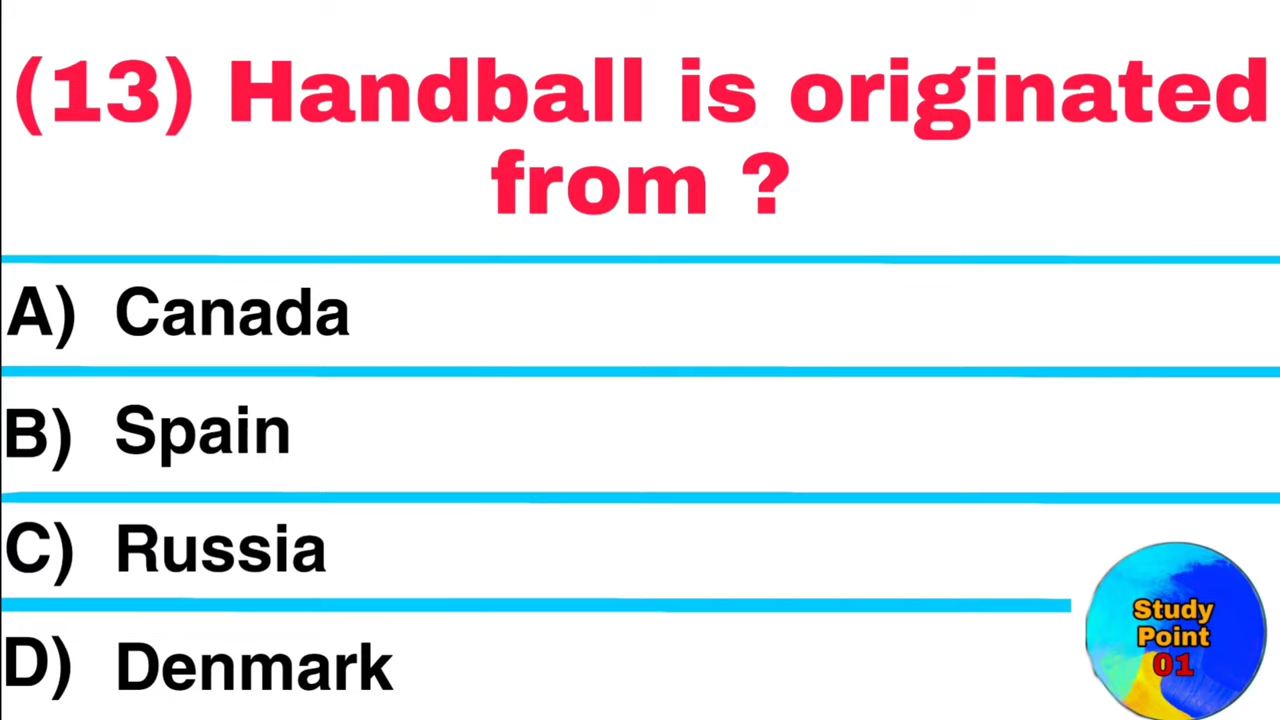 (13) Handball is originated
from ?
A) Canada
B) Spain
C) Russia
D) Denmark
Study
Point
01